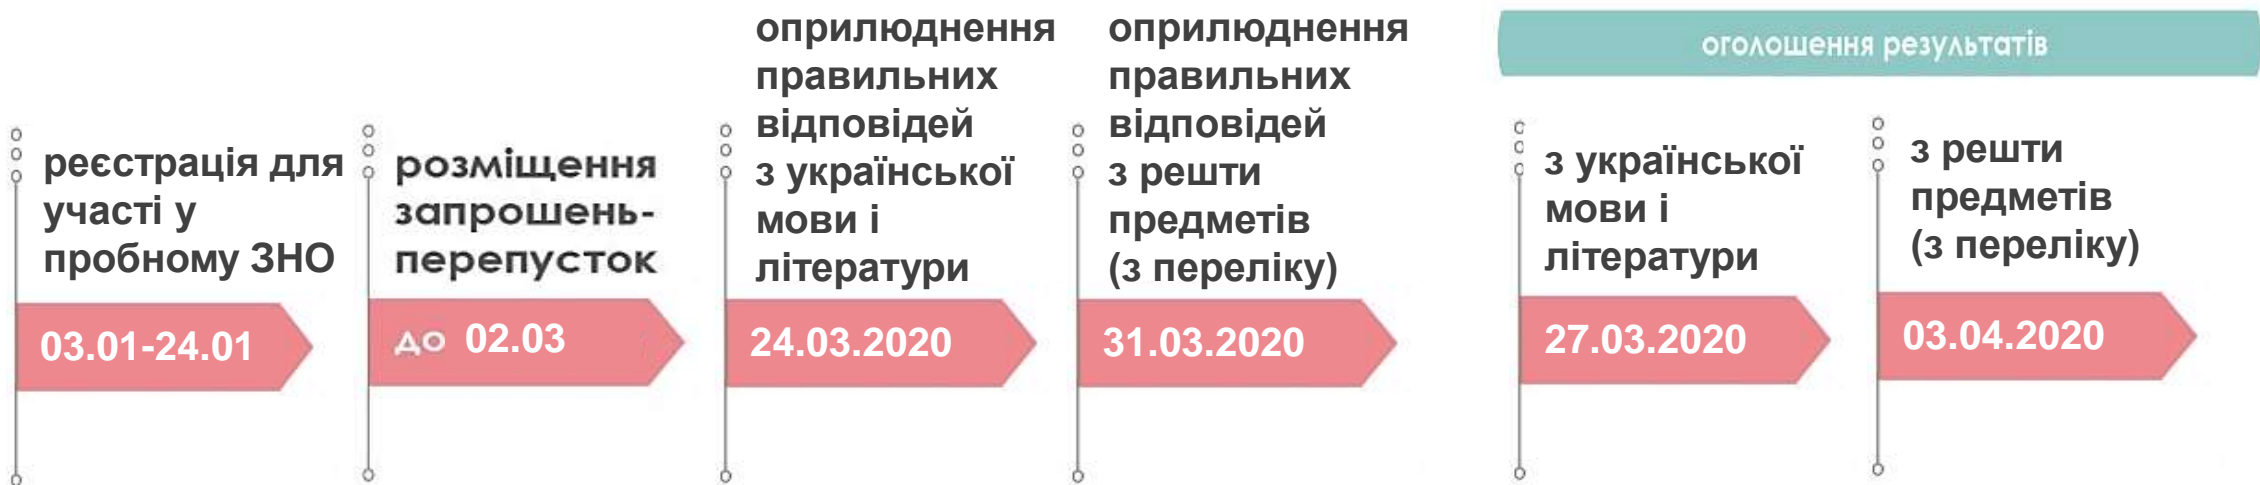 реєстрація для
участі у
пробному ЗНО
03.01-24.01
розміщення
запрошень-
перепусток
до 02.03
оприлюднення
правильних
відповідей
з української
мови і
літератури
24.03.2020
оприлюднення
правильних
відповідей
з решти
предметів
(з переліку)
31.03.2020
оголошення результатів
з української
мови і
літератури
27.03.2020
з решти
предметів
(з переліку)
03.04.2020